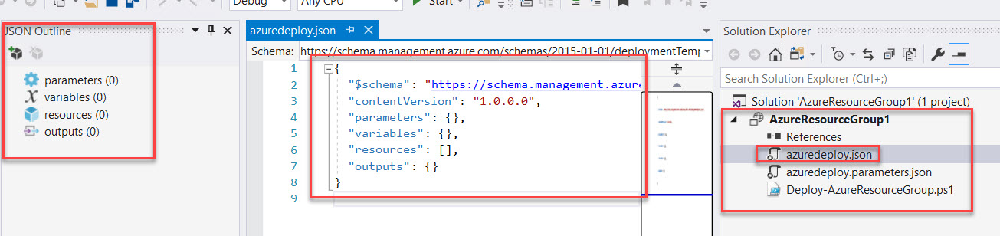 Debug
Any CPU
Start
JSON Outline
parameters (0)
variables (0)
resources (0)
outputs (0)
azuredeploy.json
Schema: https://schema.management.azure.com/schemas/2015-01-01/deploymentTemp
1 {
2 "$schema": "https://schema.management.azure
3 "contentVersion": "1.0.0.0",
4 "parameters": {},
5 "variables": {},
6 "resources": [],
7 "outputs": {}
8 }
9
Solution Explorer
Search Solution Explorer (Ctrl+;)
Solution 'AzureResourceGroup1' (1 project)
AzureResourceGroup1
References
azuredeploy.json
azuredeploy.parameters.json
Deploy-AzureResourceGroup.ps1